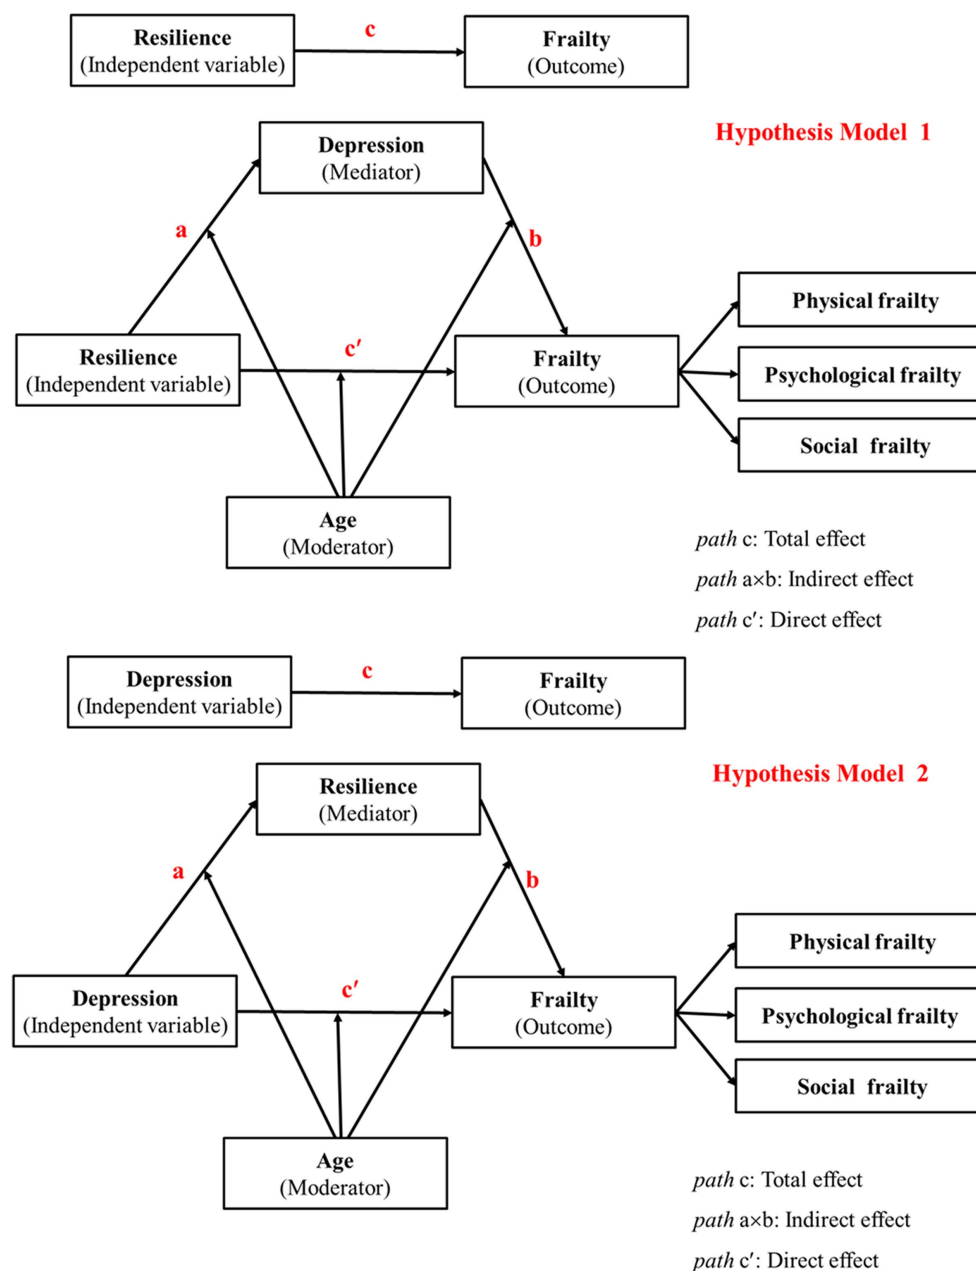 Resilience
(Independent variable)
c
Frailty
(Outcome)
Hypothesis Model 1
Depression
(Mediator)
a
b
Resilience
(Independent variable)
c′
Frailty
(Outcome)
Physical frailty
Psychological frailty
Social frailty
Age
(Moderator)
path c: Total effect
path a×b: Indirect effect
path c′: Direct effect
Depression
(Independent variable)
c
Frailty
(Outcome)
Hypothesis Model 2
Resilience
(Mediator)
a
b
Depression
(Independent variable)
c′
Frailty
(Outcome)
Physical frailty
Psychological frailty
Social frailty
Age
(Moderator)
path c: Total effect
path a×b: Indirect effect
path c′: Direct effect